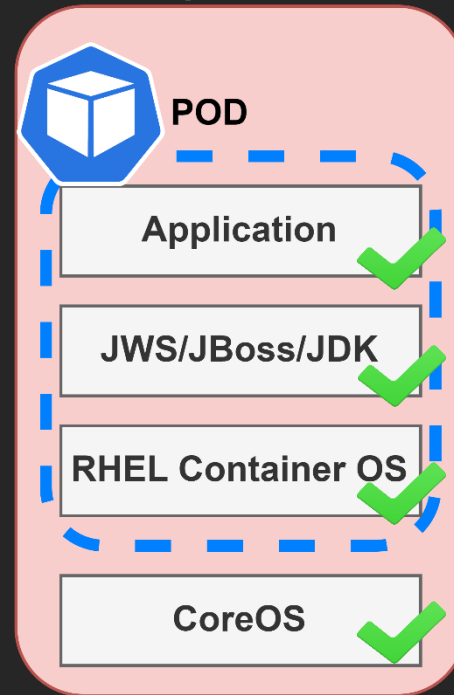 POD
Application
JWS/JBoss/JDK
RHEL Container OS
CoreOS